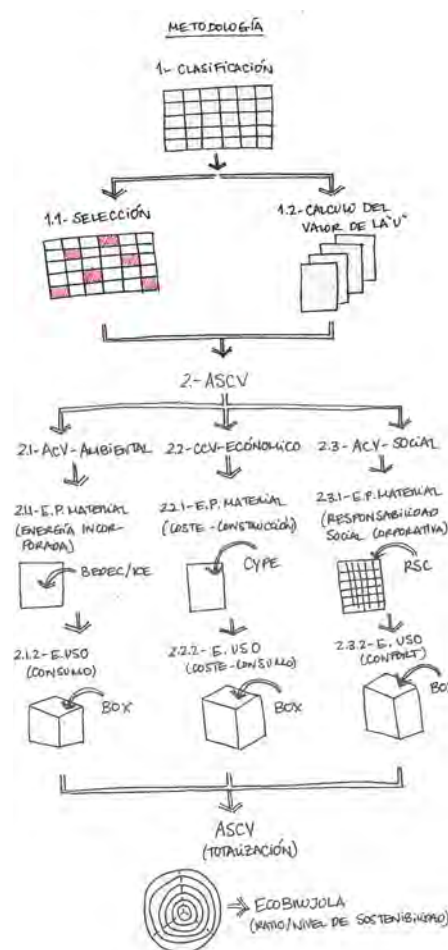 METODOLOGÍA
1.- CLASIFICACIÓN
1.1- SELECCIÓN
1.2- CALCULO DEL
VALOR DE LA "U"
2.- ASCV
2.1- ACV-AMBIENTAL
2.2- CCV-ECONÓMICO
2.3- ACV-SOCIAL
2.1.1- E.P. MATERIAL
(ENERGÍA INCOR-
PORADA)
2.2.1- E.P. MATERIAL
(COSTE-CONSTRUCCIÓN)
2.3.1- E.P. MATERIAL
(RESPONSABILIDAD
SOCIAL CORPORATIVA)
BEDEC/ICE
CYPE
RSC
2.1.2- E.USO
(CONSUMO)
2.2.2- E. USO
(COSTE-CONSUMO)
2.3.2- E. USO
(CONFORT)
BOX
BOX
BO
ASCV
(TOTALIZACIÓN)
ECOBRUJULA
(RATIO/NIVEL DE SOSTENIBILIDAD)